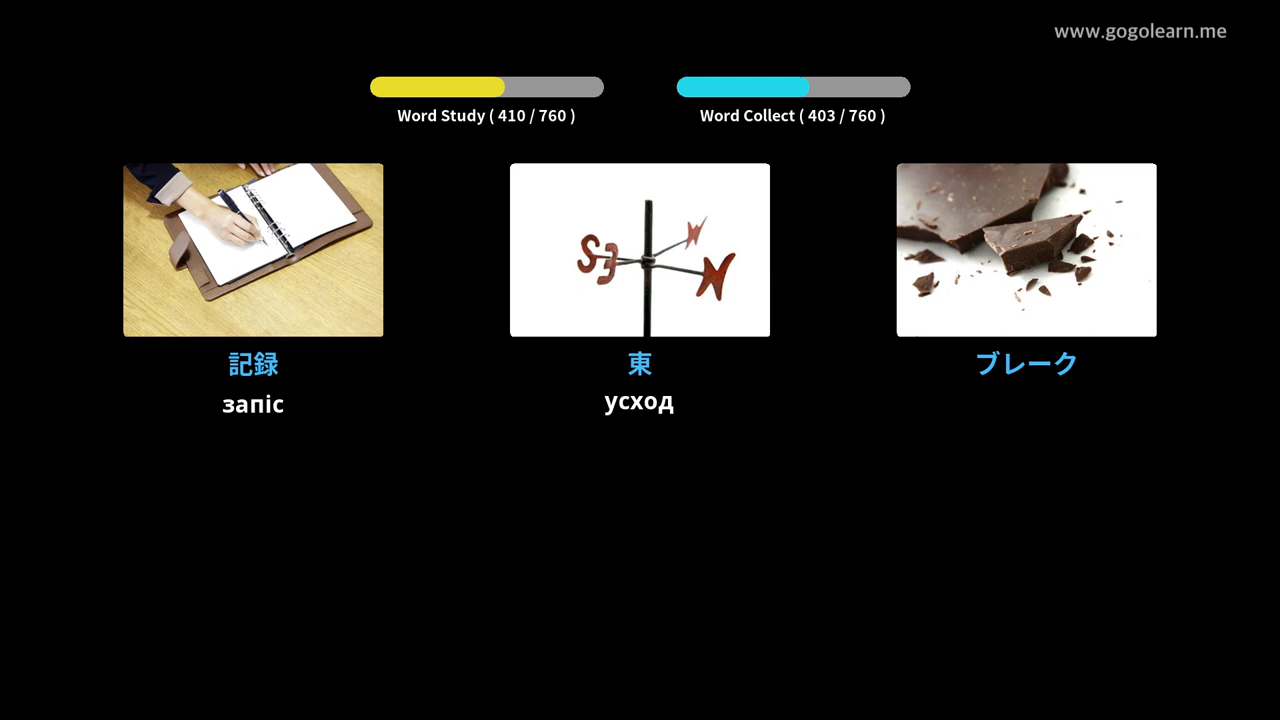 www.gogolearn.me
Word Study ( 410 / 760 )
Word Collect ( 403 / 760 )
記録
東
ブレーク
запіс
усход
S
E
W
N